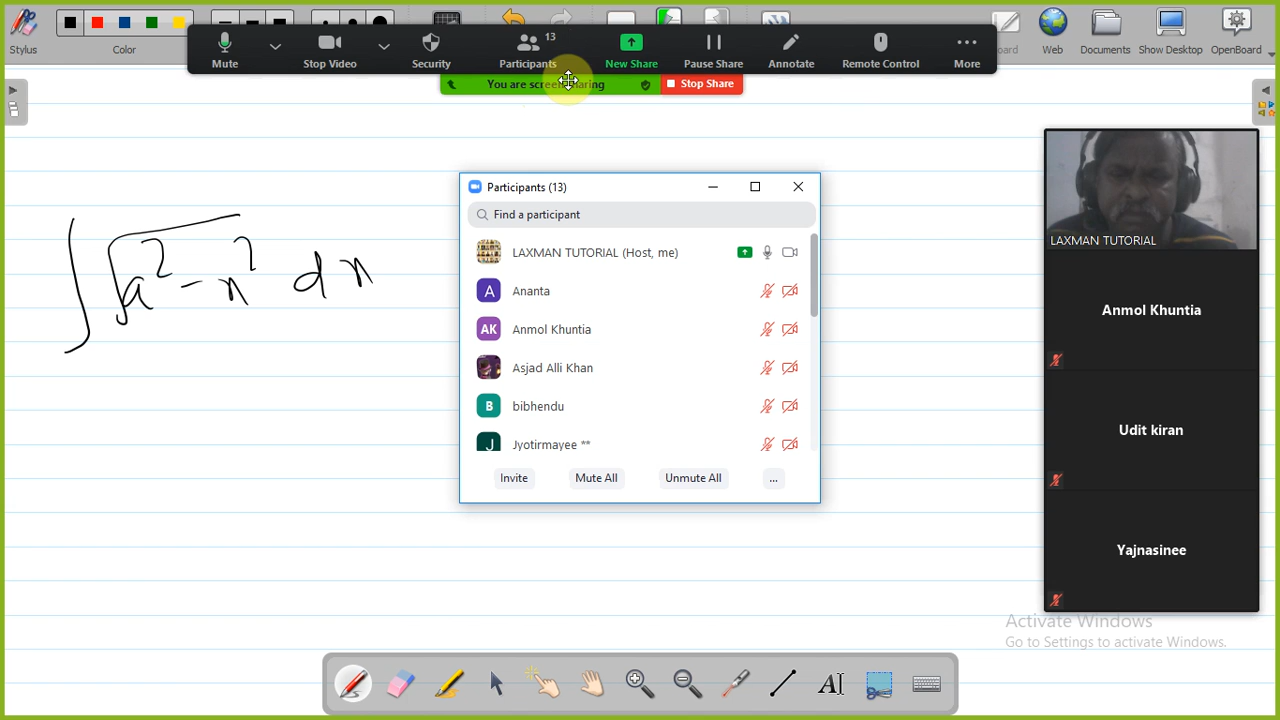 Stylus
Color
Web
Documents
Show Desktop
OpenBoard
Mute
Stop Video
Security
Participants
13
New Share
Pause Share
Annotate
Remote Control
More
You are screen sharing
Stop Share
Participants (13)
Find a participant
LAXMAN TUTORIAL (Host, me)
A Ananta
AK Anmol Khuntia
Asjad Alli Khan
B bibhendu
J Jyotirmayee **
Invite
Mute All
Unmute All
...
∫ √a² - x² dx
LAXMAN TUTORIAL
Anmol Khuntia
Udit kiran
Yajnasinee
Activate Windows
Go to Settings to activate Windows.
AI